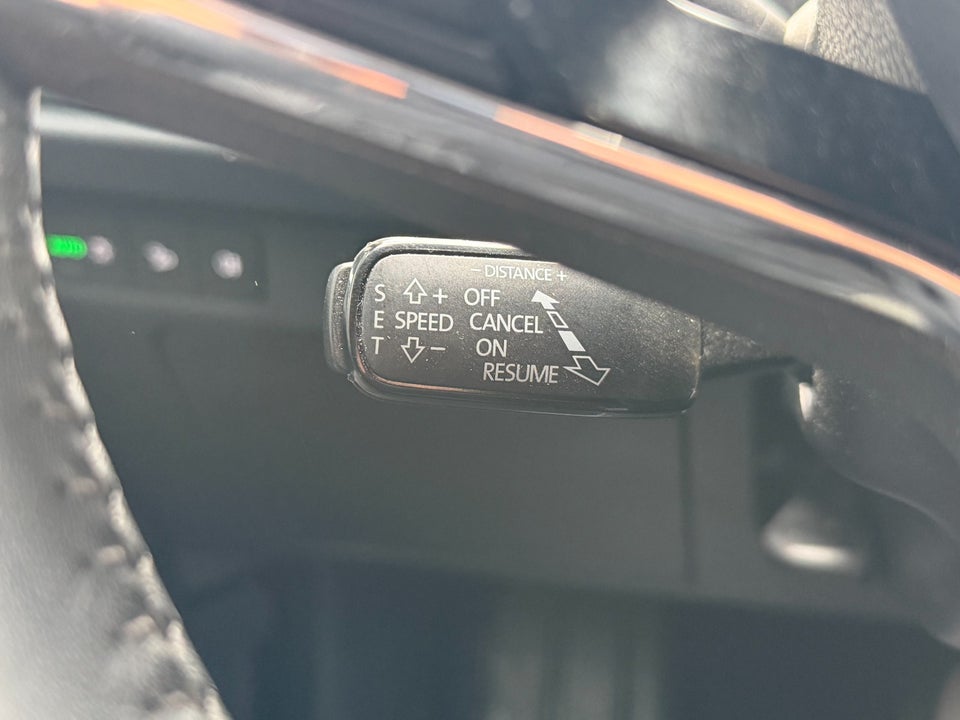 - DISTANCE +
S + OFF
E SPEED CANCEL
T - ON
RESUME